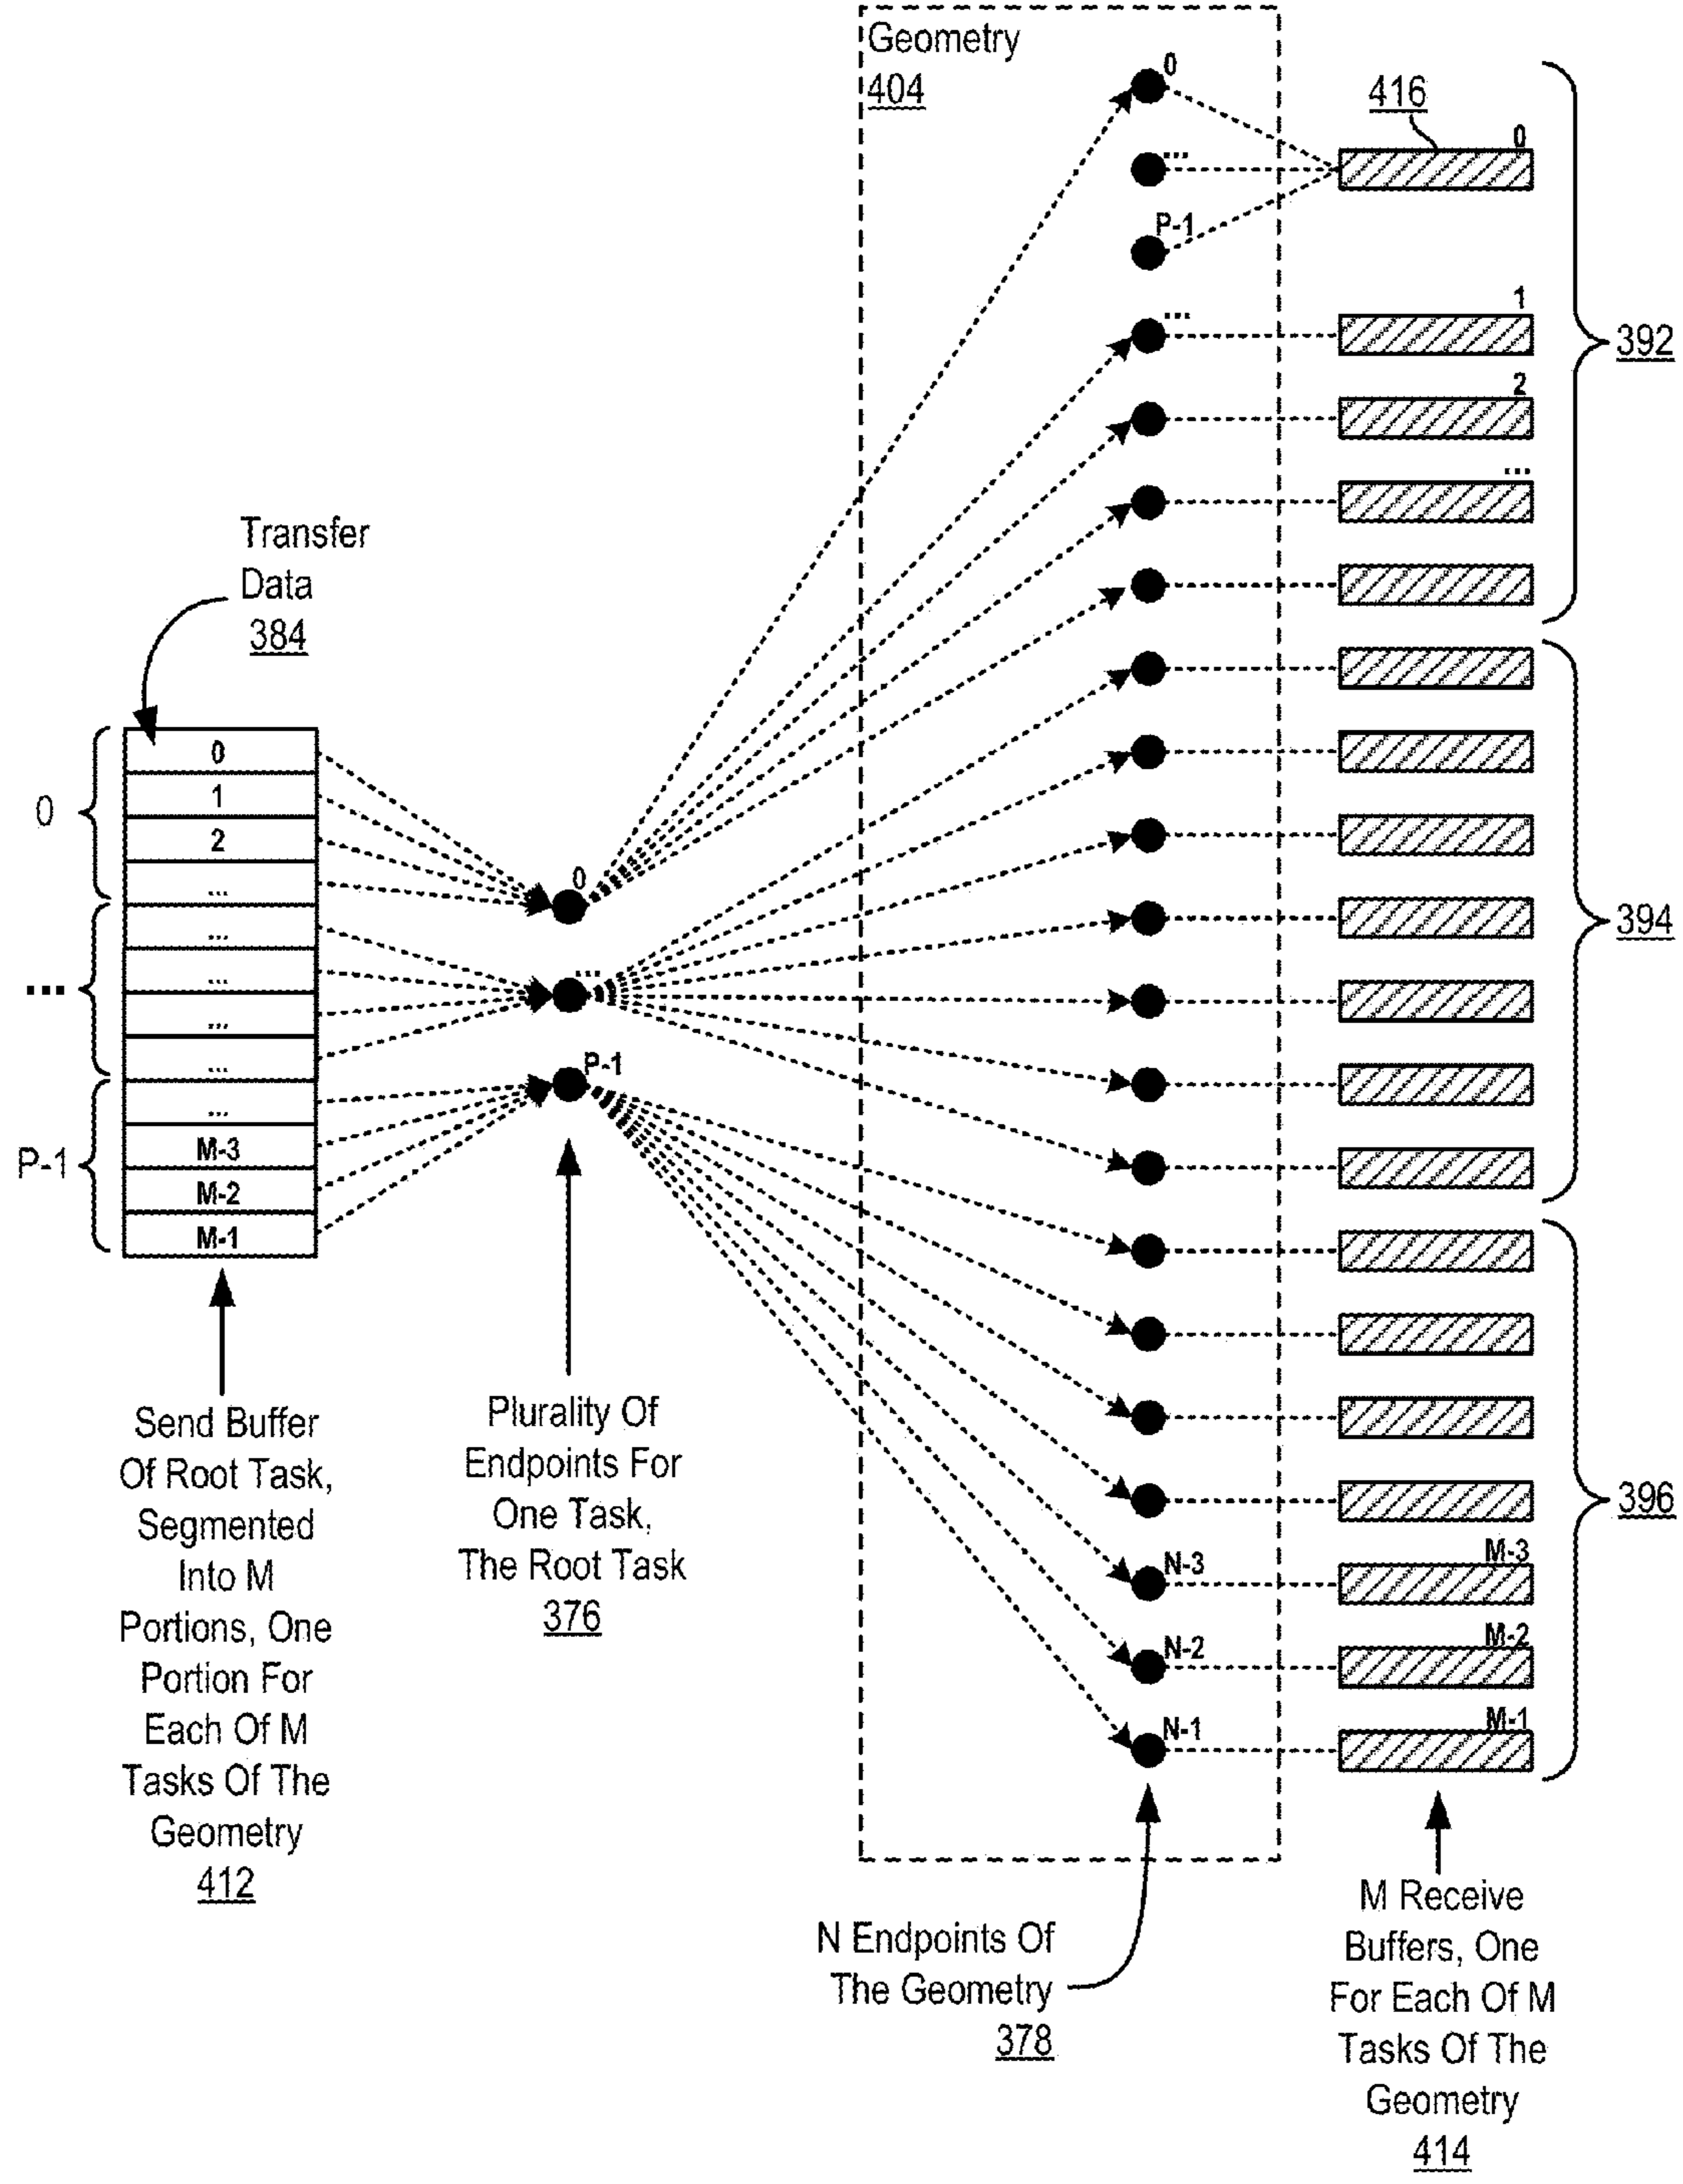 Geometry
404
0
...
P-1
...
416
0
1
2
...
392
394
396
Transfer
Data
384
0
...
P-1
0
1
2
...
...
...
...
...
...
M-3
M-2
M-1
0
...
P-1
N-3
N-2
N-1
M-3
M-2
M-1
Send Buffer
Of Root Task,
Segmented
Into M
Portions, One
Portion For
Each Of M
Tasks Of The
Geometry
412
Plurality Of
Endpoints For
One Task,
The Root Task
376
N Endpoints Of
The Geometry
378
M Receive
Buffers, One
For Each Of M
Tasks Of The
Geometry
414